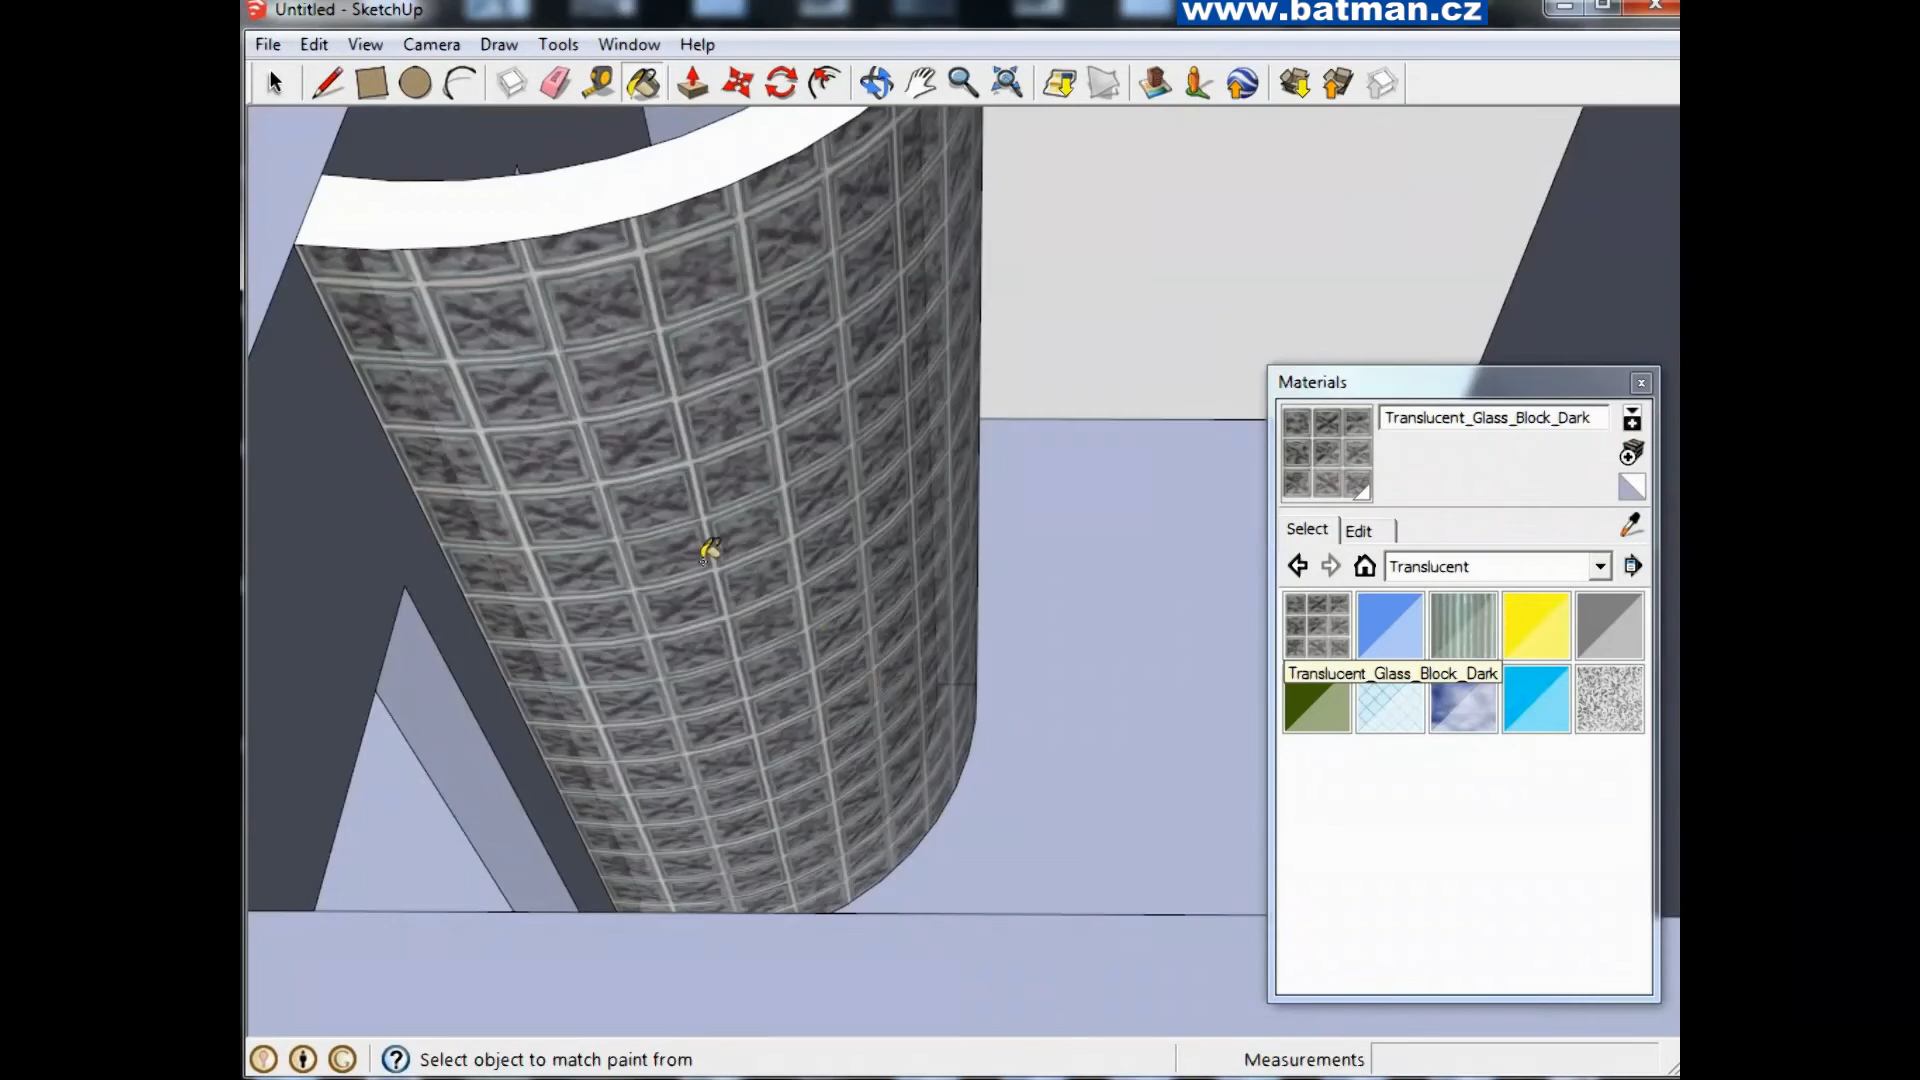 Untitled - SketchUp
www.batman.cz
File Edit View Camera Draw Tools Window Help
Materials
Translucent_Glass_Block_Dark
Select Edit
Translucent
Translucent_Glass_Block_Dark
Select object to match paint from
Measurements